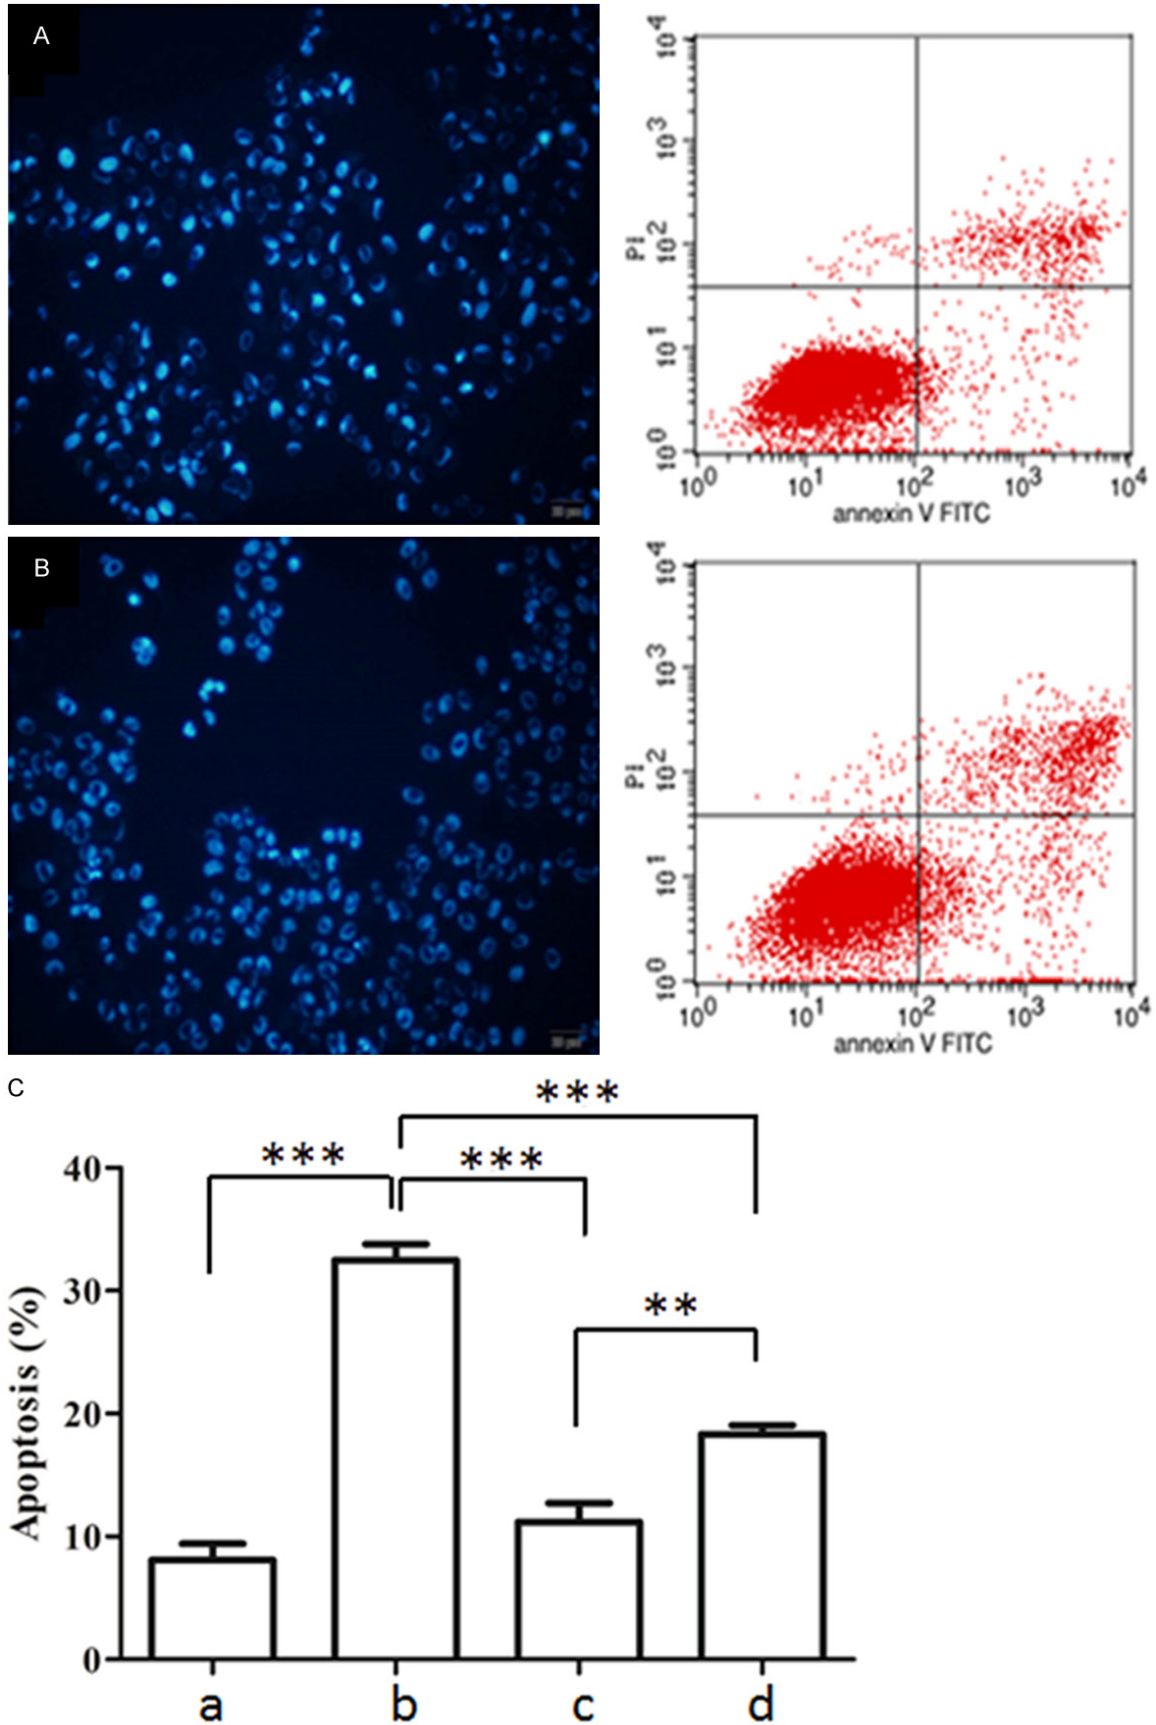 A
10⁴
10³
10²
10¹
10⁰
PI
10⁰ 10¹ 10² 10³ 10⁴
annexin V FITC
B
10⁴
10³
10²
10¹
10⁰
PI
10⁰ 10¹ 10² 10³ 10⁴
annexin V FITC
C
***
*** ***
**
40
30
20
10
0
Apoptosis (%)
a b c d